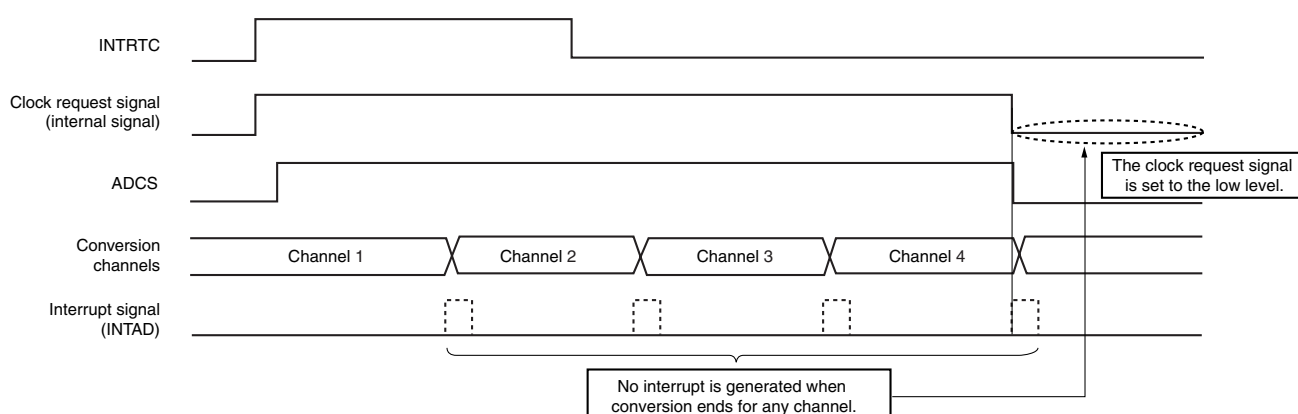 INTRTC
Clock request signal
(internal signal)
The clock request signal
is set to the low level.
ADCS
Conversion
channels
Channel 1
Channel 2
Channel 3
Channel 4
Interrupt signal
(INTAD)
No interrupt is generated when
conversion ends for any channel.